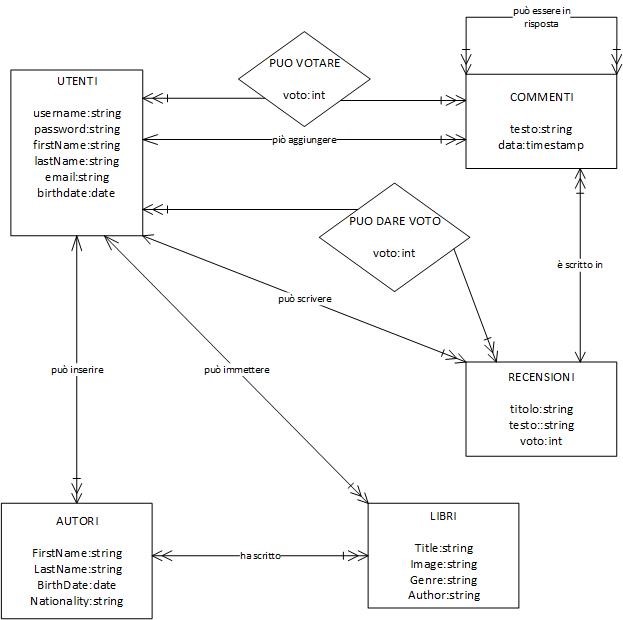 può essere in
risposta
PUO VOTARE
voto:int
UTENTI
username:string
password:string
firstName:string
lastName:string
email:string
birthdate:date
COMMENTI
testo:string
data:timestamp
piò aggiungere
PUO DARE VOTO
voto:int
è scritto in
può scrivere
può inserire
può immettere
RECENSIONI
titolo:string
testo::string
voto:int
AUTORI
FirstName:string
LastName:string
BirthDate:date
Nationality:string
ha scritto
LIBRI
Title:string
Image:string
Genre:string
Author:string